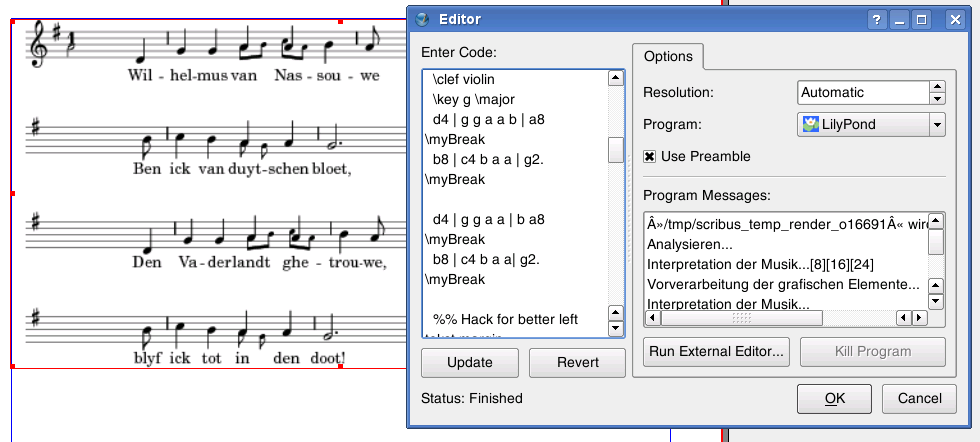 Wil - hel-mus van Nas - sou - we
Ben ick van duyt-schen bloet,
Den Va-derlandt ghe - trou-we,
blyf ick tot in den doot!
Editor
Enter Code:
\clef violin
\key g \major
d4 | g g a a b | a8
\myBreak
b8 | c4 b a a | g2.
\myBreak
d4 | g g a a | b a8
\myBreak
b8 | c4 b a a| g2.
\myBreak
%% Hack for better left
Update
Revert
Status: Finished
Options
Resolution:
Automatic
Program:
LilyPond
Use Preamble
Program Messages:
Â»/tmp/scribus_temp_render_o16691Â« wird
Analysieren...
Interpretation der Musik...[8][16][24]
Vorverarbeitung der grafischen Elemente...
Interpretation der Musik...
Run External Editor...
Kill Program
OK
Cancel